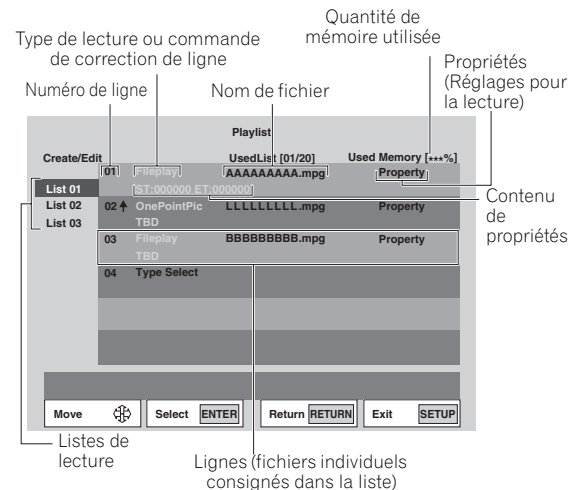 Quantité de
mémoire utilisée
Type de lecture ou commande
de correction de ligne
Propriétés
(Réglages pour
la lecture)
Numéro de ligne
Nom de fichier
Playlist
Create/Edit
UsedList [01/20]
Used Memory [***%]
01 Fileplay AAAAAAAAA.mpg Property
List 01 ST:000000 ET:000000
Contenu
de
propriétés
List 02 02 OnePointPic LLLLLLLLL.mpg Property
List 03 TBD
03 Fileplay BBBBBBBBB.mpg Property
TBD
04 Type Select
Move Select ENTER Return RETURN Exit SETUP
Listes de
lecture
Lignes (fichiers individuels
consignés dans la liste)